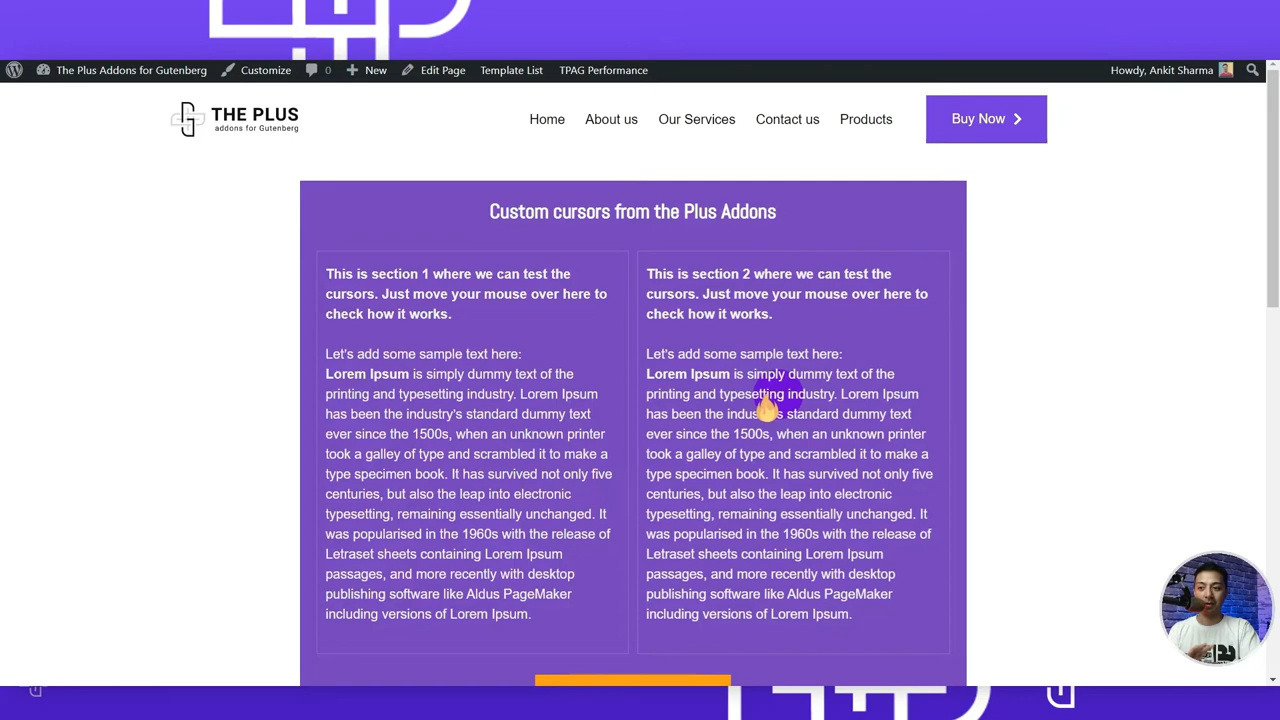 The Plus Addons for Gutenberg Customize 0 New Edit Page Template List TPAG Performance Howdy, Ankit Sharma
THE PLUS
addons for Gutenberg
Home About us Our Services Contact us Products Buy Now
Custom cursors from the Plus Addons
This is section 1 where we can test the
cursors. Just move your mouse over here to
check how it works.
Let's add some sample text here:
Lorem Ipsum is simply dummy text of the
printing and typesetting industry. Lorem Ipsum
has been the industry's standard dummy text
ever since the 1500s, when an unknown printer
took a galley of type and scrambled it to make a
type specimen book. It has survived not only five
centuries, but also the leap into electronic
typesetting, remaining essentially unchanged. It
was popularised in the 1960s with the release of
Letraset sheets containing Lorem Ipsum
passages, and more recently with desktop
publishing software like Aldus PageMaker
including versions of Lorem Ipsum.
This is section 2 where we can test the
cursors. Just move your mouse over here to
check how it works.
Let's add some sample text here:
Lorem Ipsum is simply dummy text of the
printing and typesetting industry. Lorem Ipsum
has been the industry's standard dummy text
ever since the 1500s, when an unknown printer
took a galley of type and scrambled it to make a
type specimen book. It has survived not only five
centuries, but also the leap into electronic
typesetting, remaining essentially unchanged. It
was popularised in the 1960s with the release of
Letraset sheets containing Lorem Ipsum
passages, and more recently with desktop
publishing software like Aldus PageMaker
including versions of Lorem Ipsum.